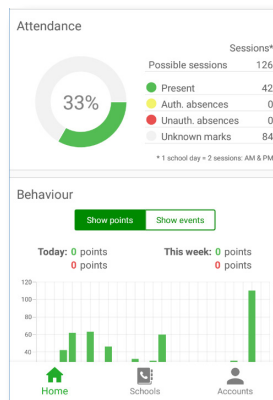 Attendance
Sessions*
Possible sessions 126
33%
Present 42
Auth. absences 0
Unauth. absences 0
Unknown marks 84
* 1 school day = 2 sessions: AM & PM
Behaviour
Show points Show events
Today: 0 points This week: 0 points
0 points 0 points
120
100
80
60
40
Home Schools Accounts